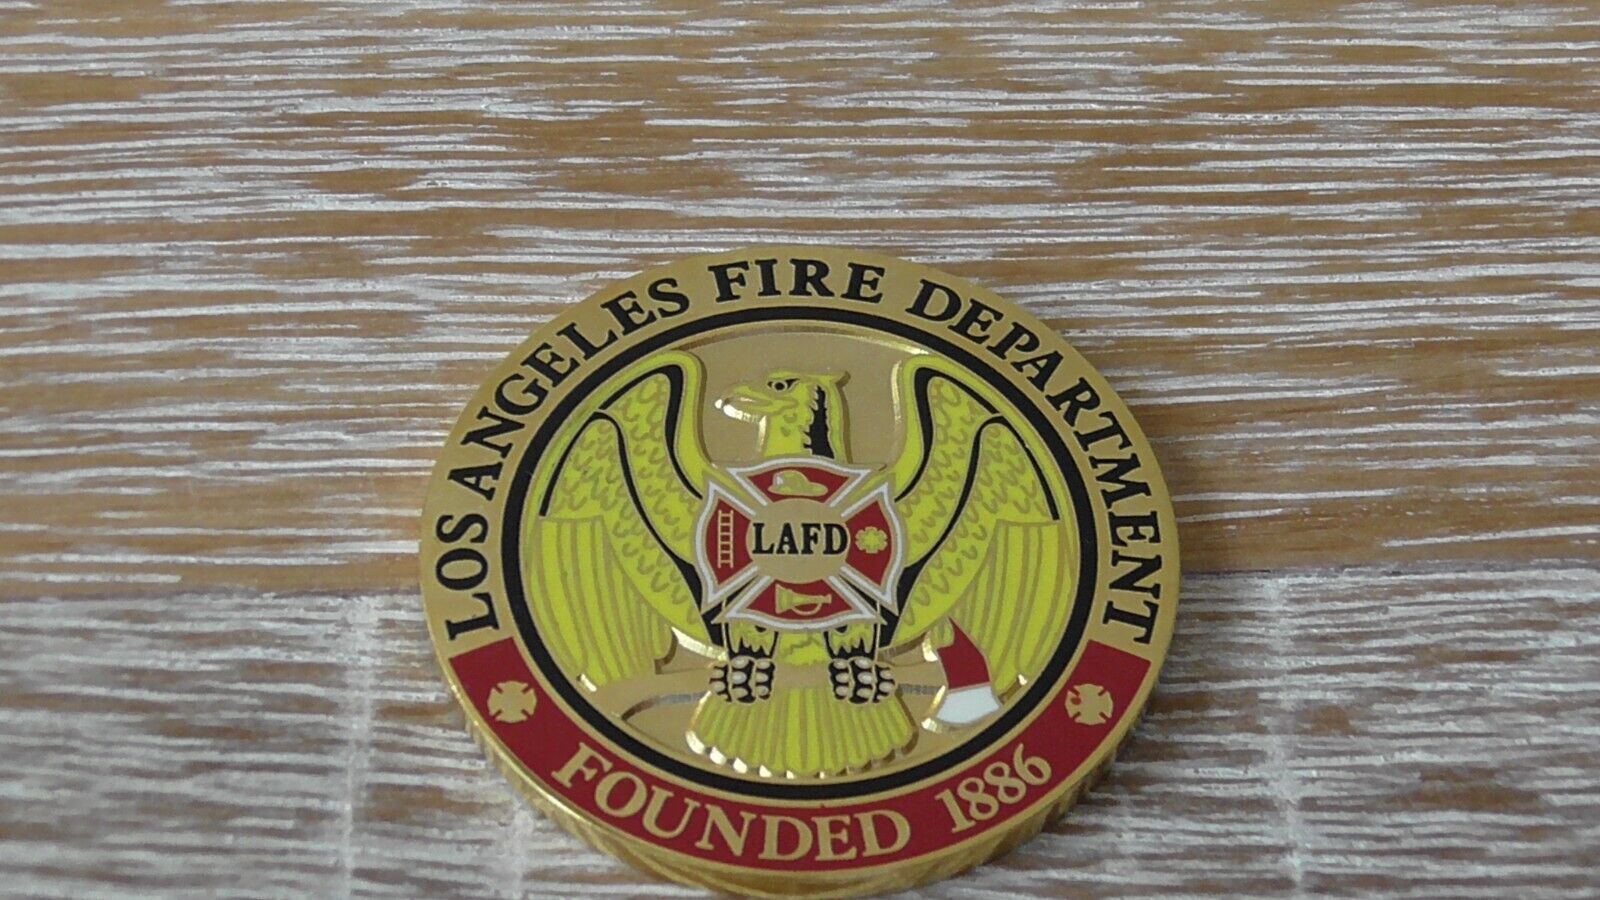 LOS ANGELES FIRE DEPARTMENT
LAFD
FOUNDED 1886